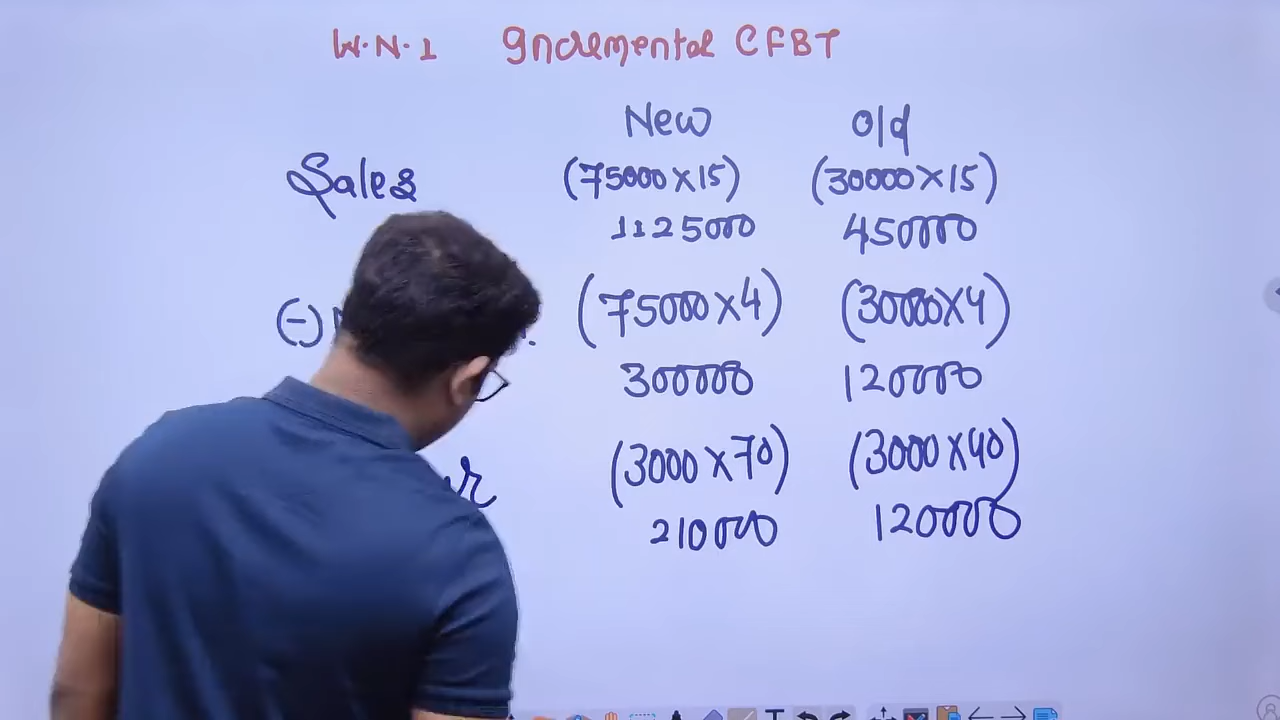 W.N.1 Incremental CFBT
New Old
Sales (75000×15) (30000×15)
1125000 450000
(-) (75000×4) (30000×4)
300000 120000
(3000×70) (3000×40)
210000 120000